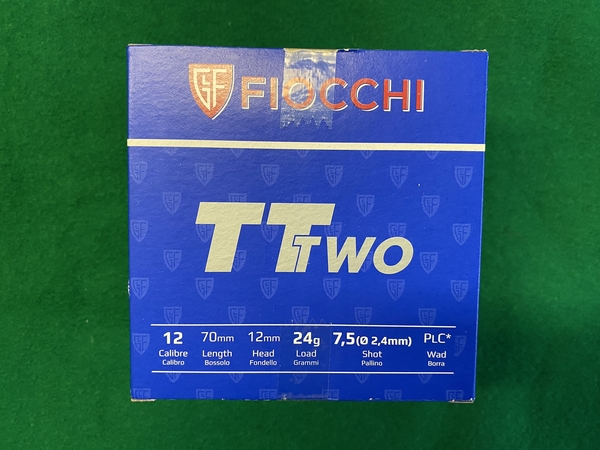 GF FIOCCHI
TT TWO
12 70mm 12mm 24g 7,5 (Ø 2,4mm) PLC*
Calibre Length Head Load Shot Wad
Calibro Bossolo Fondello Grammi Pallino Borra